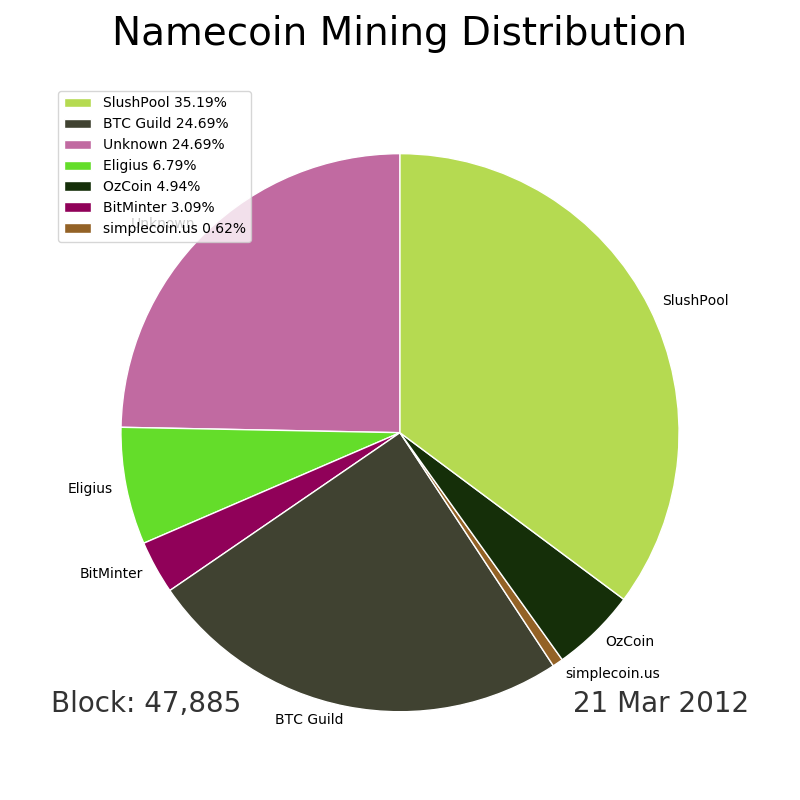 Namecoin Mining Distribution
SlushPool 35.19%
BTC Guild 24.69%
Unknown 24.69%
Eligius 6.79%
OzCoin 4.94%
BitMinter 3.09%
simplecoin.us 0.62%
Unknown
SlushPool
Eligius
BitMinter
OzCoin
simplecoin.us
BTC Guild
Block: 47,885
21 Mar 2012